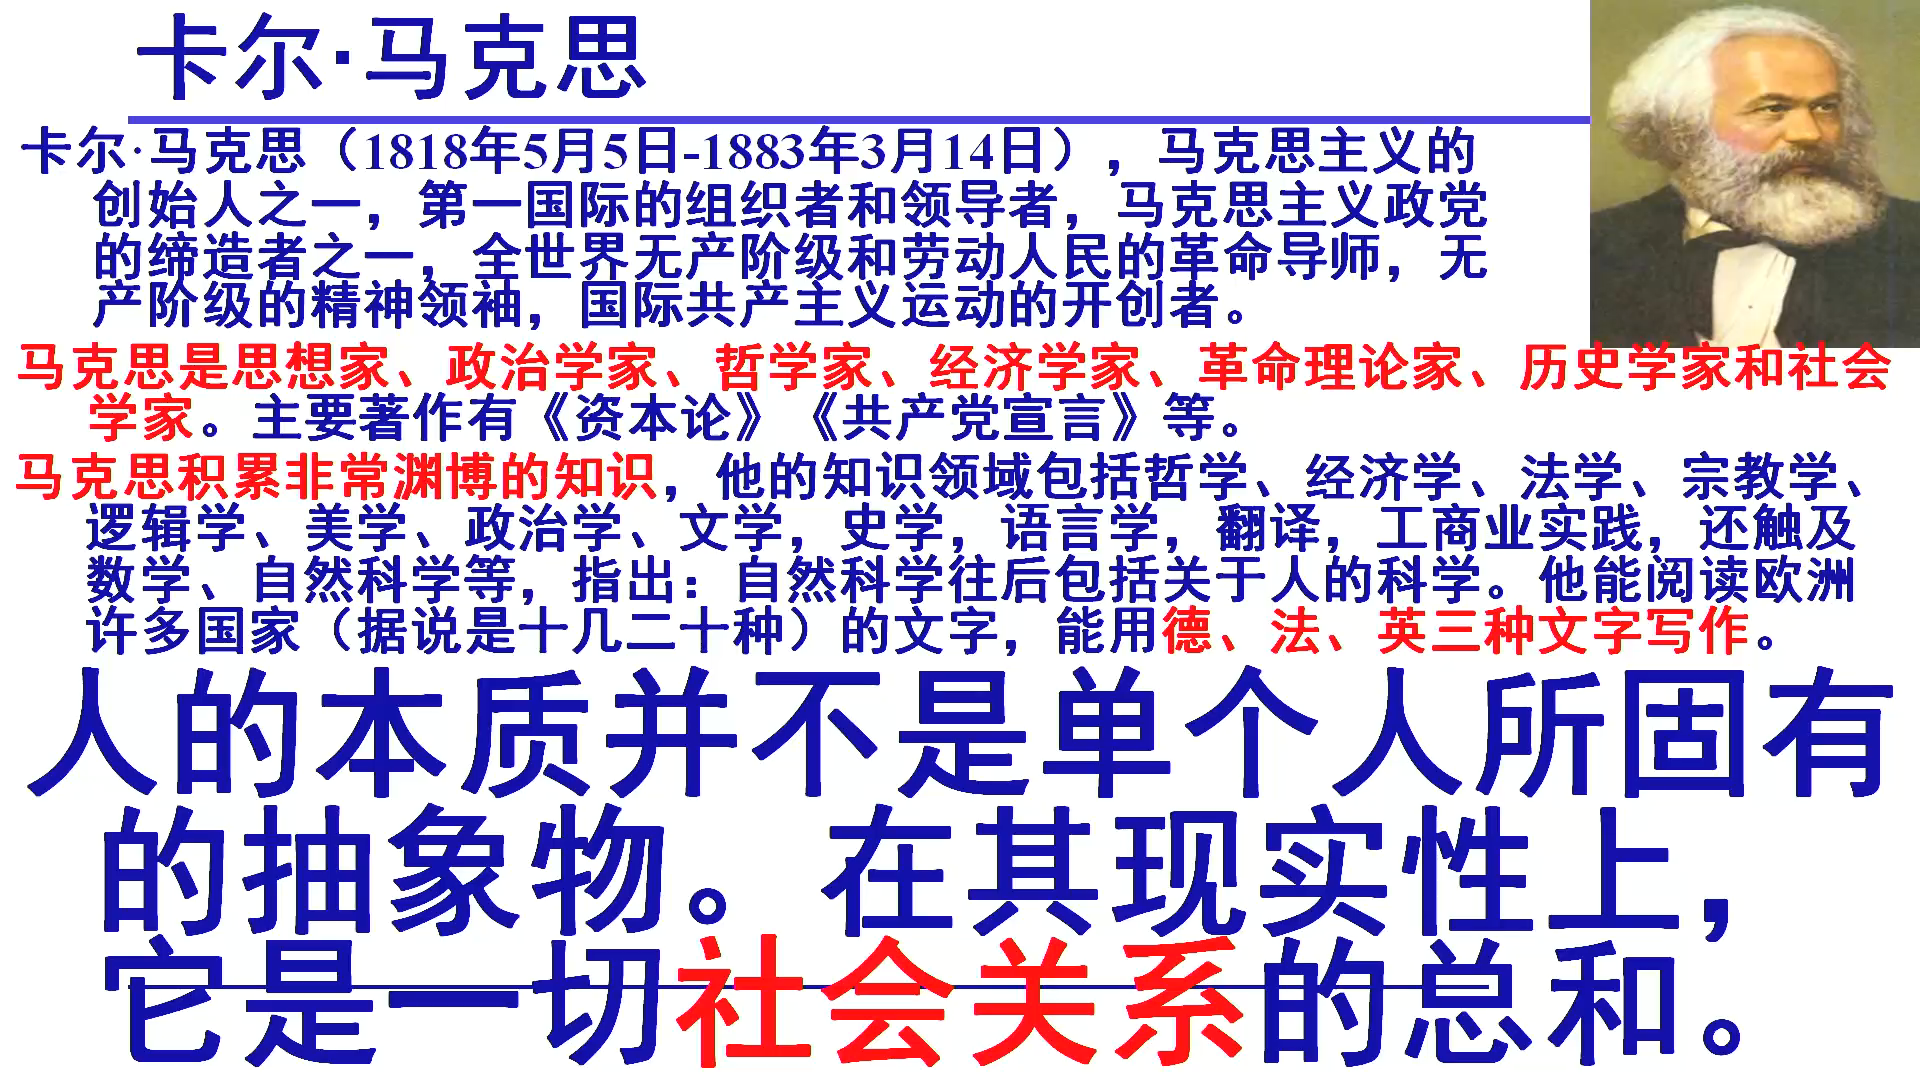 卡尔·马克思
卡尔·马克思（1818年5月5日-1883年3月14日），马克思主义的
创始人之一，第一国际的组织者和领导者，马克思主义政党
的缔造者之一，全世界无产阶级和劳动人民的革命导师，无
产阶级的精神领袖，国际共产主义运动的开创者。
马克思是思想家、政治学家、哲学家、经济学家、革命理论家、历史学家和社会
学家。主要著作有《资本论》《共产党宣言》等。
马克思积累非常渊博的知识，他的知识领域包括哲学、经济学、法学、宗教学、
逻辑学、美学、政治学、文学，史学，语言学，翻译，工商业实践，还触及
数学、自然科学等，指出：自然科学往后包括关于人的科学。他能阅读欧洲
许多国家（据说是十几二十种）的文字，能用德、法、英三种文字写作。
人的本质并不是单个人所固有
的抽象物。在其现实性上，
它是一切社会关系的总和。